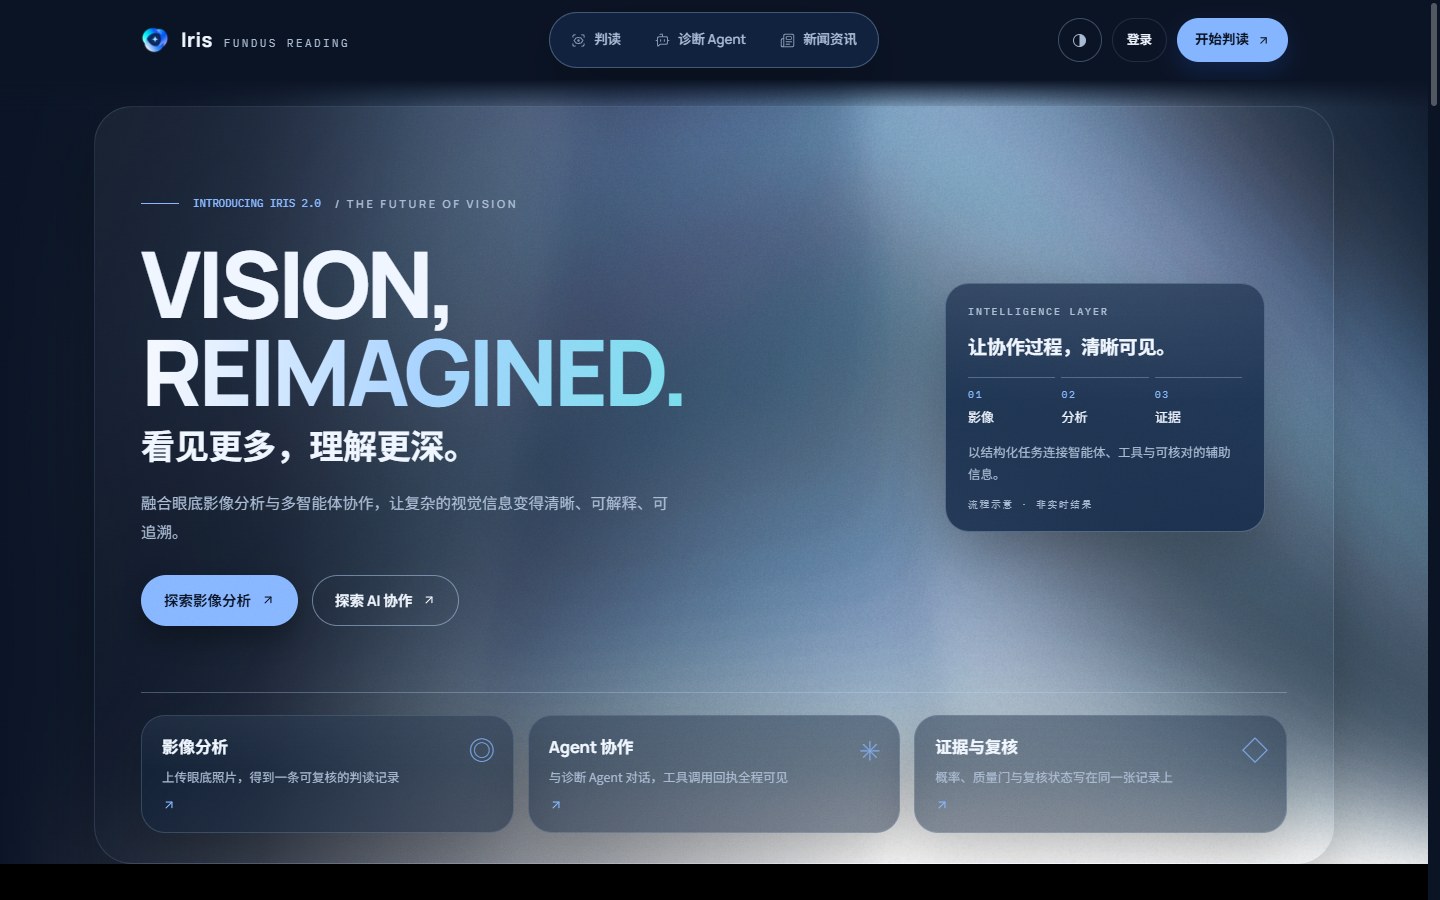 Iris FUNDUS READING
判读
诊断 Agent
新闻资讯
登录
开始判读
INTRODUCING IRIS 2.0 / THE FUTURE OF VISION
VISION,
REIMAGINED.
看见更多，理解更深。
融合眼底影像分析与多智能体协作，让复杂的视觉信息变得清晰、可解释、可
追溯。
探索影像分析
探索 AI 协作
INTELLIGENCE LAYER
让协作过程，清晰可见。
01
影像
02
分析
03
证据
以结构化任务连接智能体、工具与可核对的辅助
信息。
流程示意 · 非实时结果
影像分析
上传眼底照片，得到一条可复核的判读记录
Agent 协作
与诊断 Agent 对话，工具调用回执全程可见
证据与复核
概率、质量门与复核状态写在同一张记录上